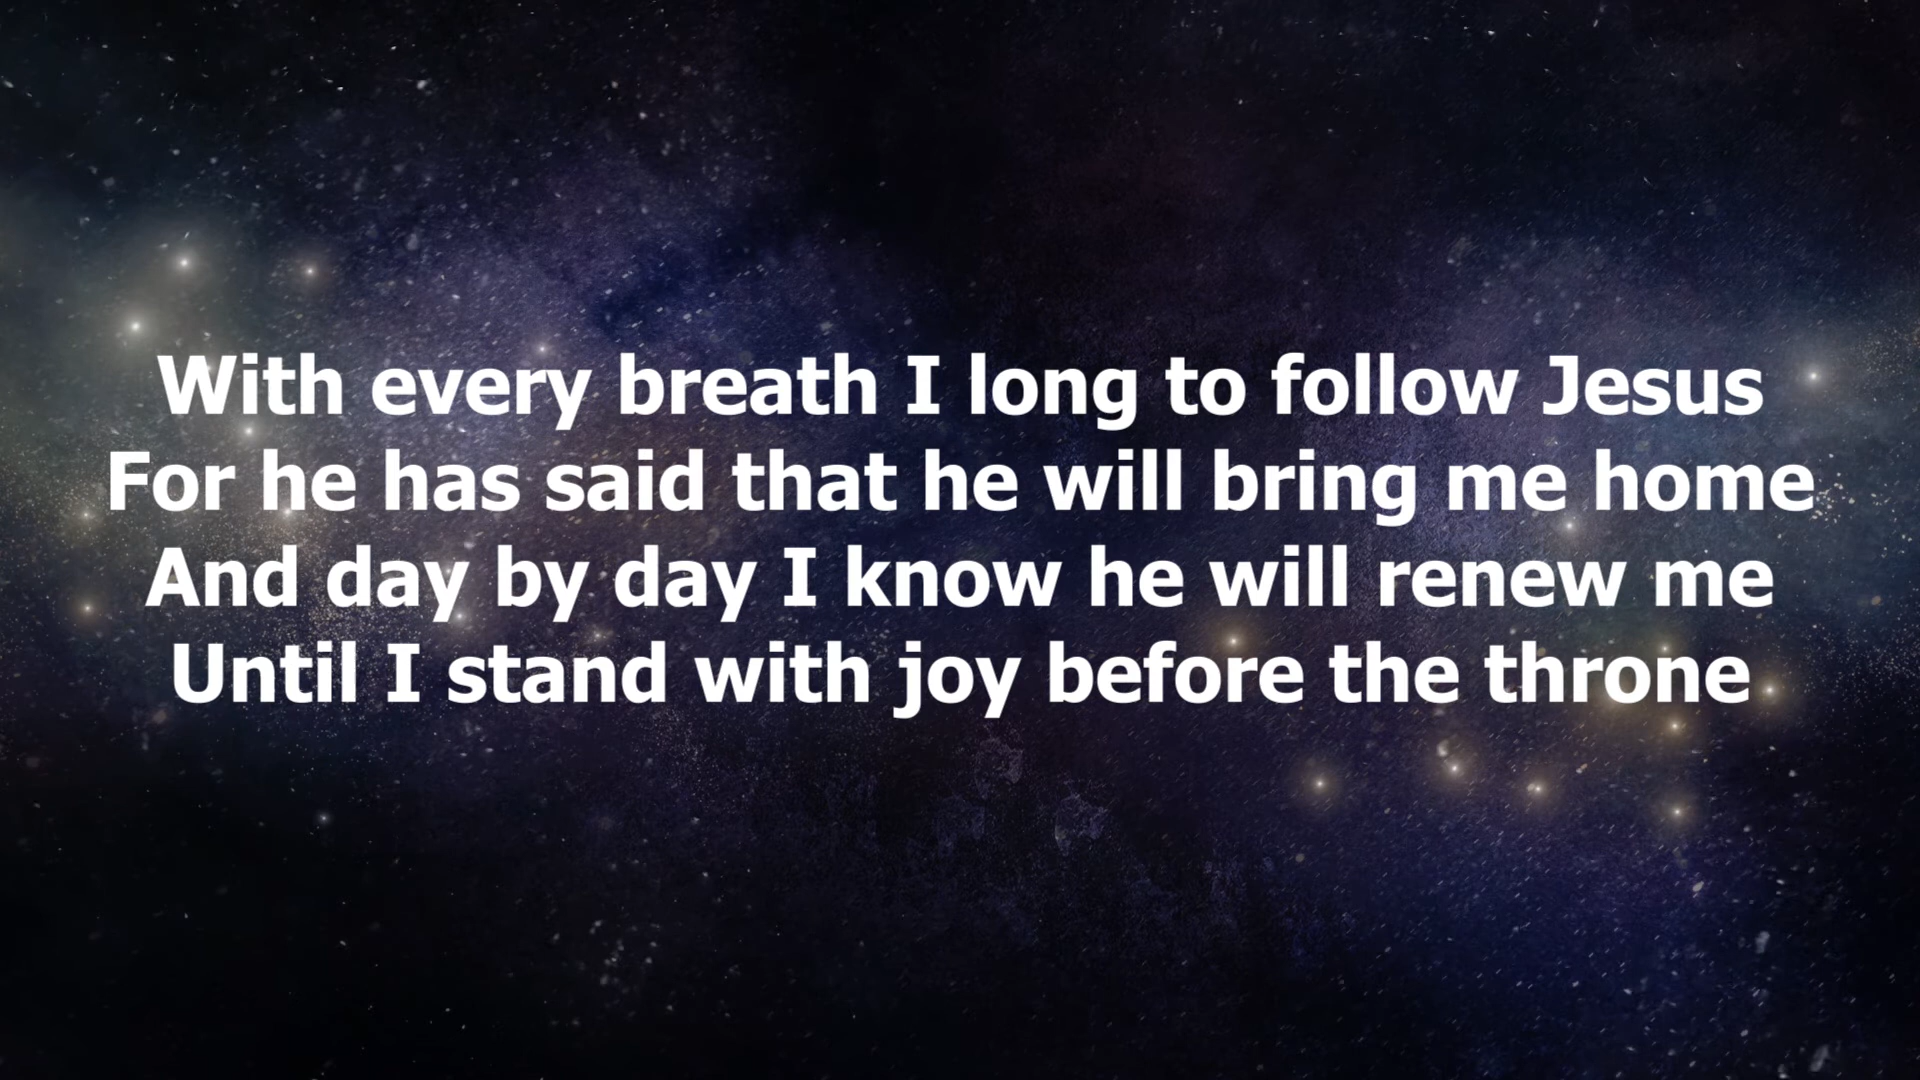 With every breath I long to follow Jesus
For he has said that he will bring me home
And day by day I know he will renew me
Until I stand with joy before the throne